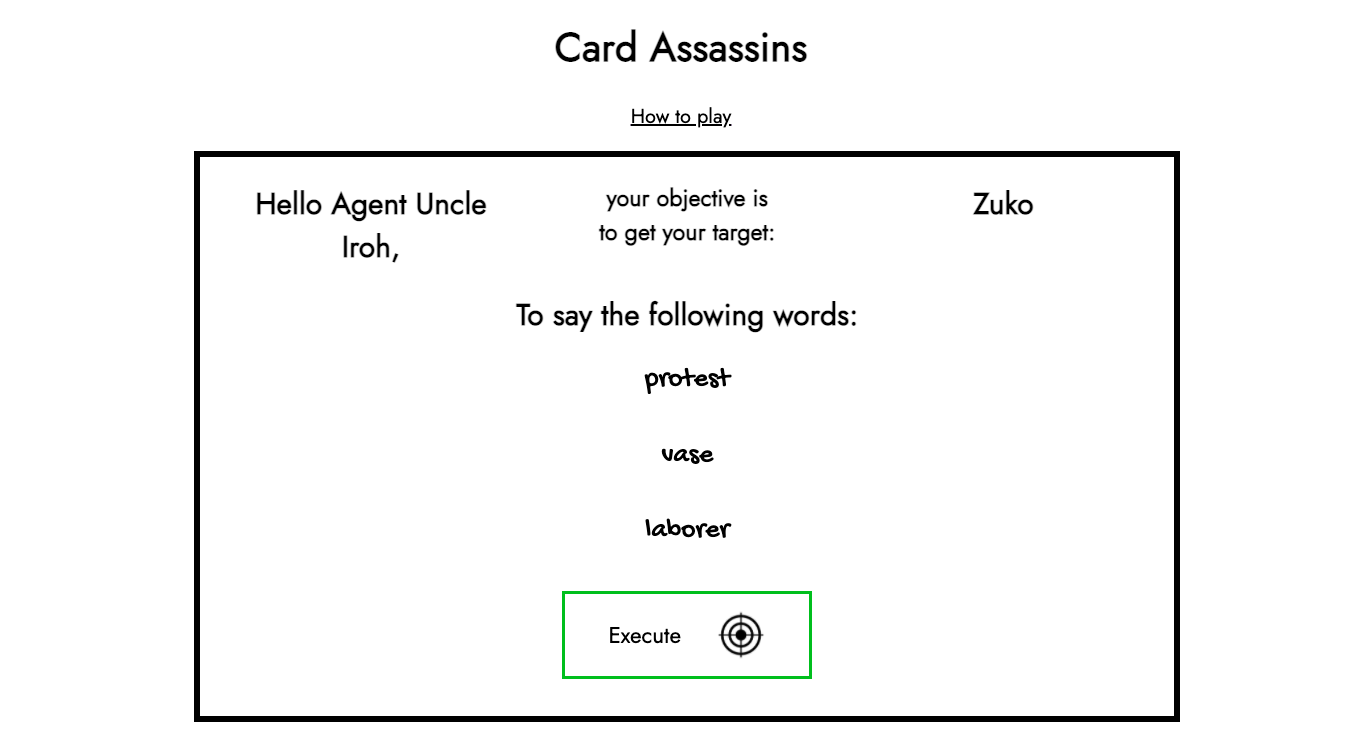 Card Assassins
How to play
Hello Agent Uncle
Iroh,
your objective is
to get your target:
Zuko
To say the following words:
protest
vase
laborer
Execute